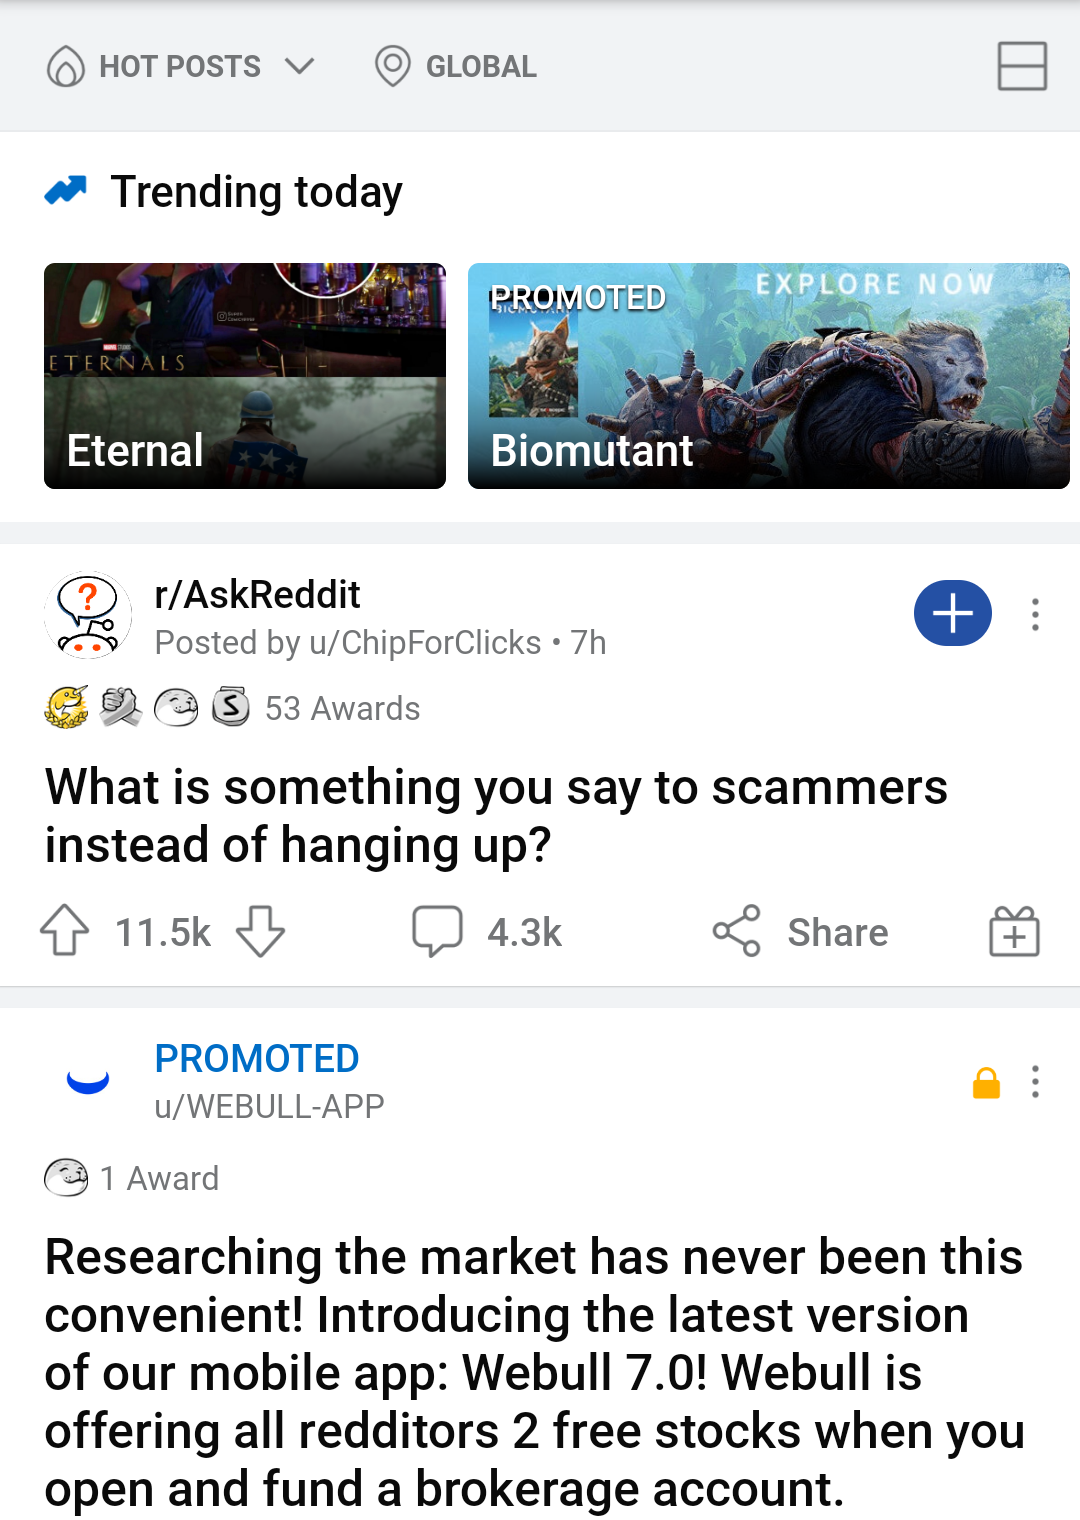 HOT POSTS
GLOBAL
Trending today
MARVEL STUDIOS
ETERNALS
Eternal
PROMOTED
EXPLORE NOW
BIOMUTANT
Biomutant
r/AskReddit
Posted by u/ChipForClicks • 7h
53 Awards
What is something you say to scammers
instead of hanging up?
11.5k
4.3k
Share
PROMOTED
u/WEBULL-APP
1 Award
Researching the market has never been this
convenient! Introducing the latest version
of our mobile app: Webull 7.0! Webull is
offering all redditors 2 free stocks when you
open and fund a brokerage account.